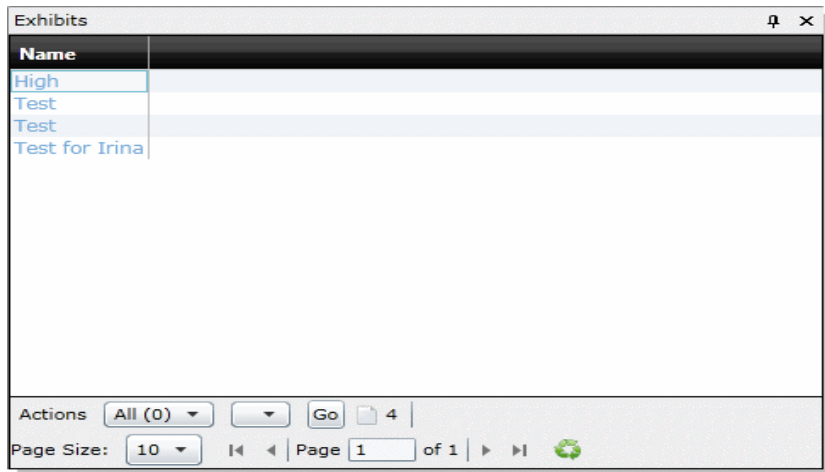 Exhibits
Name
High
Test
Test
Test for Irina
Actions All (0) Go 4
Page Size: 10 Page 1 of 1